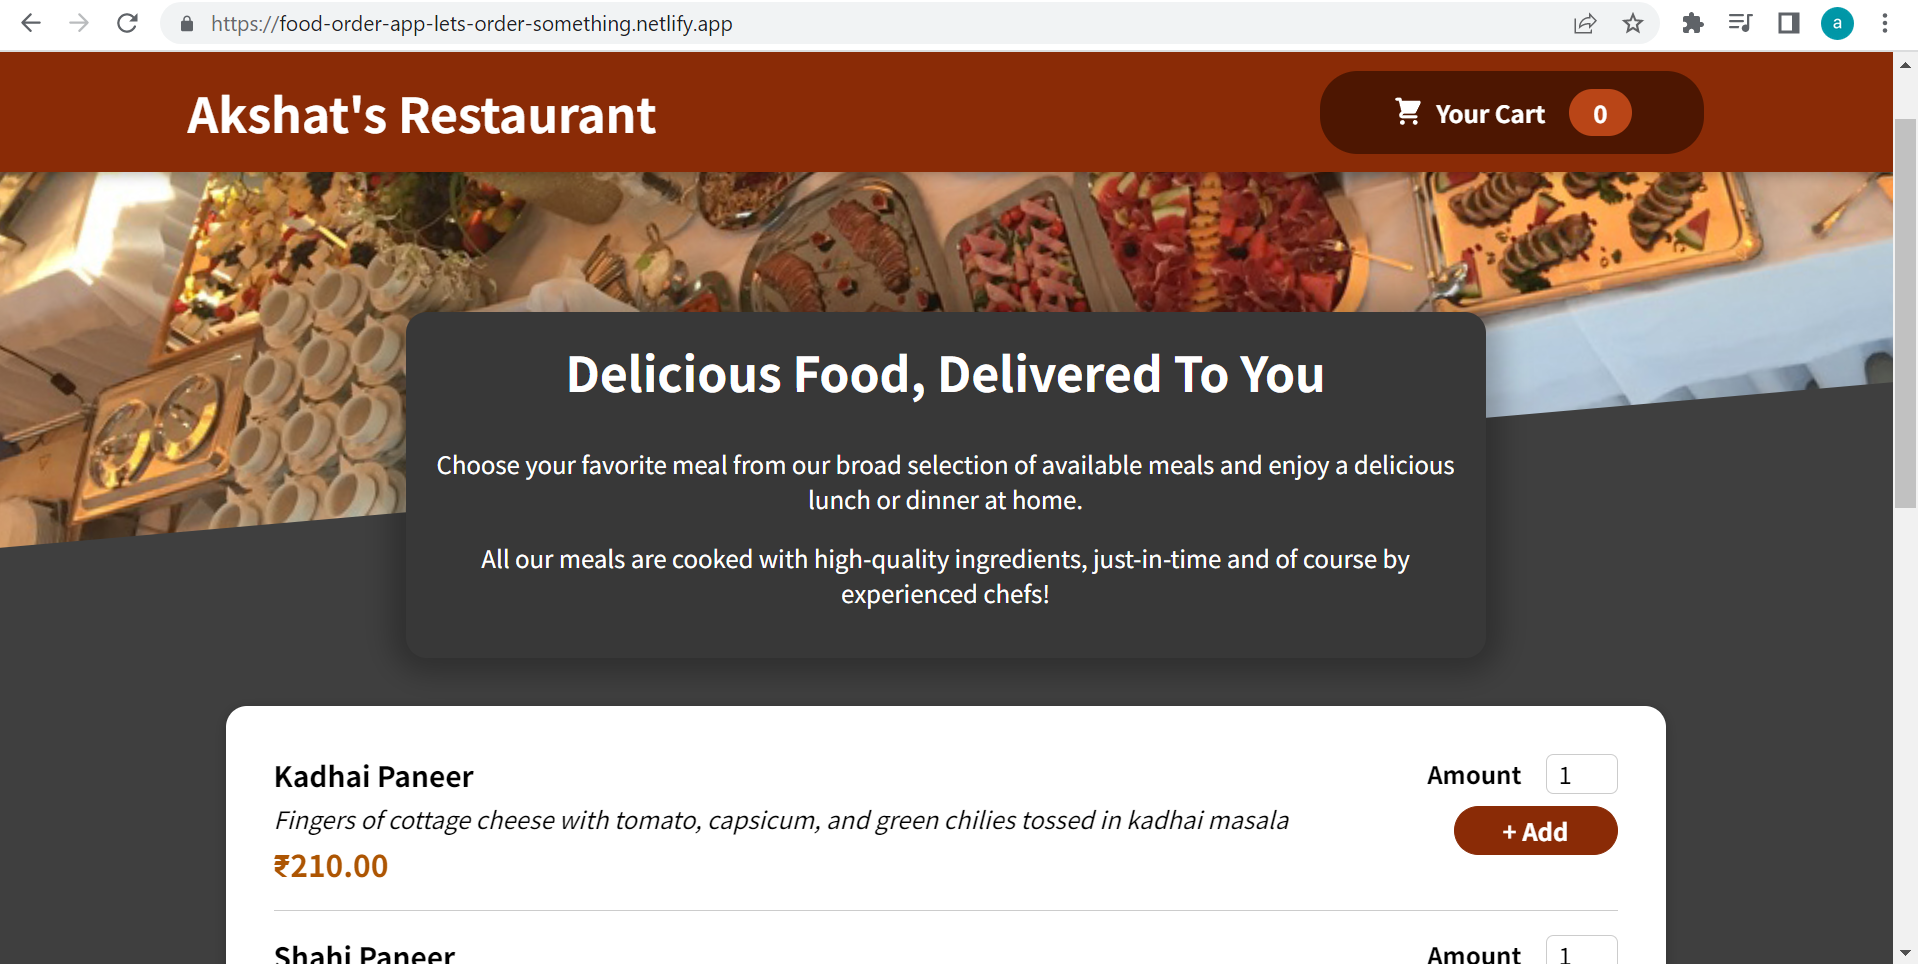 https://food-order-app-lets-order-something.netlify.app
a
Akshat's Restaurant
Your Cart 0
Delicious Food, Delivered To You
Choose your favorite meal from our broad selection of available meals and enjoy a delicious
lunch or dinner at home.
All our meals are cooked with high-quality ingredients, just-in-time and of course by
experienced chefs!
Kadhai Paneer
Amount 1
Fingers of cottage cheese with tomato, capsicum, and green chilies tossed in kadhai masala
+ Add
₹210.00
Shahi Paneer
Amount 1